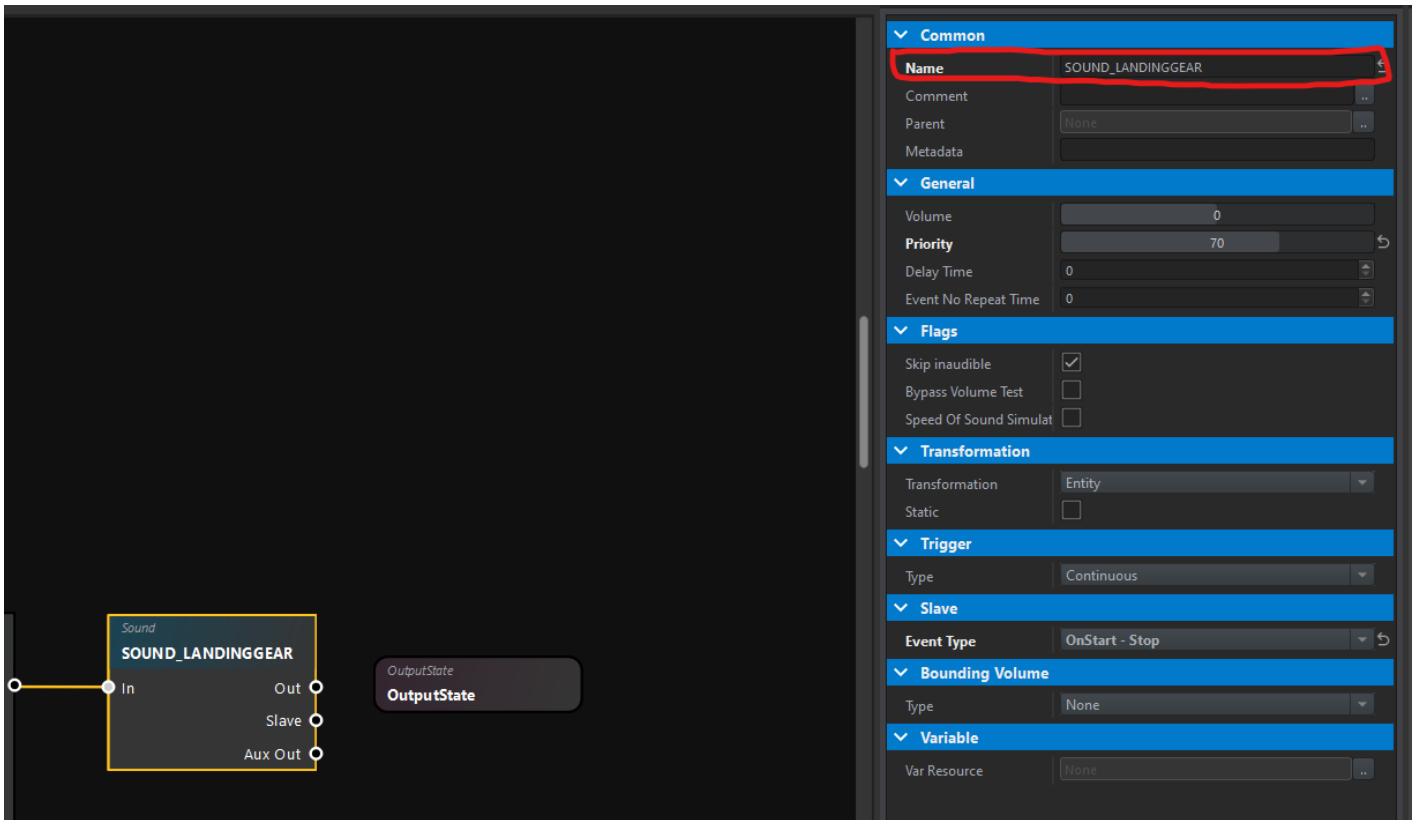 Common
Name SOUND_LANDINGGEAR
Comment ..
Parent None ..
Metadata
General
Volume 0
Priority 70
Delay Time 0
Event No Repeat Time 0
Flags
Skip inaudible
Bypass Volume Test
Speed Of Sound Simulat
Transformation
Transformation Entity
Static
Trigger
Type Continuous
Slave
Event Type OnStart - Stop
Bounding Volume
Type None
Variable
Var Resource None ..
Sound
SOUND_LANDINGGEAR
In Out
Slave
Aux Out
OutputState
OutputState